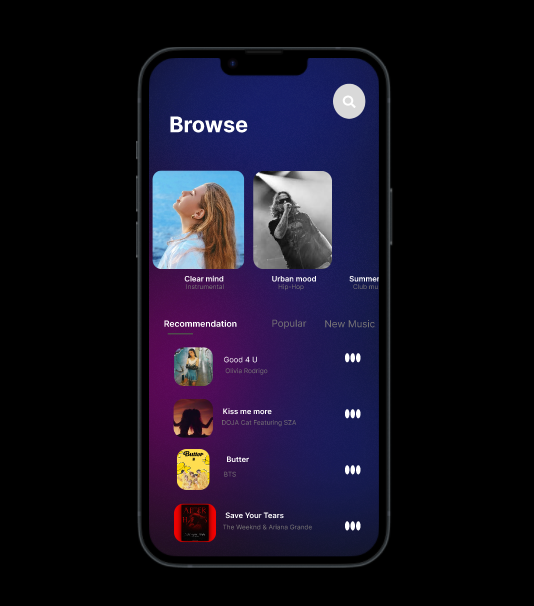 Browse
Clear mind
Instrumental
Urban mood
Hip-Hop
Summer
Club mu
Recommendation
Popular
New Music
Good 4 U
Olivia Rodrigo
Kiss me more
DOJA Cat Featuring SZA
Butter
Butter
BTS
Save Your Tears
The Weeknd & Ariana Grande